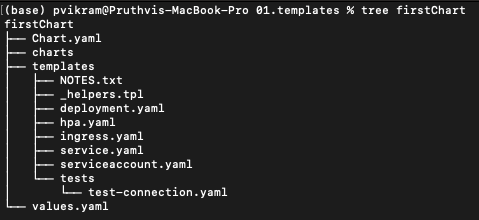 [(base) pvikram@Pruthvis-MacBook-Pro 01.templates % tree firstChart
firstChart
├── Chart.yaml
├── charts
├── templates
│   ├── NOTES.txt
│   ├── _helpers.tpl
│   ├── deployment.yaml
│   ├── hpa.yaml
│   ├── ingress.yaml
│   ├── service.yaml
│   ├── serviceaccount.yaml
│   └── tests
│       └── test-connection.yaml
└── values.yaml